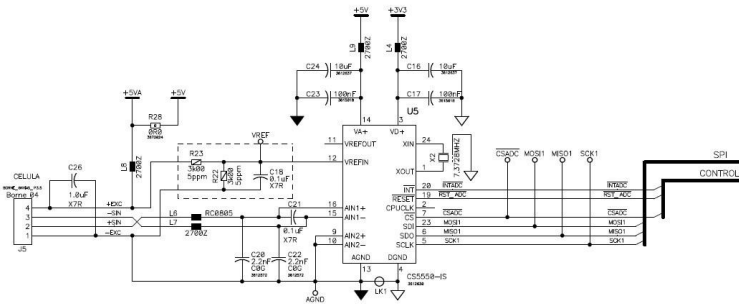 +5V
+3V3
L9
2700Z
L4
2700Z
C24
10uF
C16
10uF
C23
100nF
C17
100nF
U5
14
3
VA+
VD+
+5VA
+5V
R28
0R0
L8
2700Z
VREF
11
VREFOUT
XIN
24
12
VREFIN
XOUT
1
X2
7,3728MHZ
R23
3k00
5ppm
R22
3k00
5ppm
C18
0.1uF
X7R
CSADC
MOSI1
MISO1
SCK1
SPI
CONTROL
CELULA
Borne 04
C26
1.0uF
X7R
4
3
2
1
J5
+EXC
-SIN
+SIN
-EXC
L6
L7
RC0805
2700Z
C21
0.1uF
X7R
16
AIN1+
15
AIN1-
9
AIN2+
10
AIN2-
INT
20
INTADC
RESET
19
RST_ADC
CPUCLK
2
CS
7
CSADC
SDI
23
MOSI1
SDO
6
MISO1
SCLK
5
SCK1
C20
2.2nF
C0G
C22
2.2nF
C0G
AGND
DGND
13
4
CS5550-IS
LK1
AGND